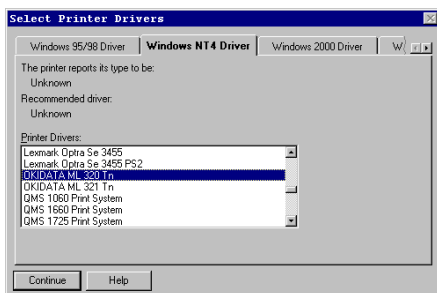 Select Printer Drivers
Windows 95/98 Driver Windows NT4 Driver Windows 2000 Driver W
The printer reports its type to be:
Unknown
Recommended driver:
Unknown
Printer Drivers:
Lexmark Optra Se 3455
Lexmark Optra Se 3455 PS2
OKIDATA ML 320 Tn
OKIDATA ML 321 Tn
QMS 1060 Print System
QMS 1660 Print System
QMS 1725 Print System
Continue Help